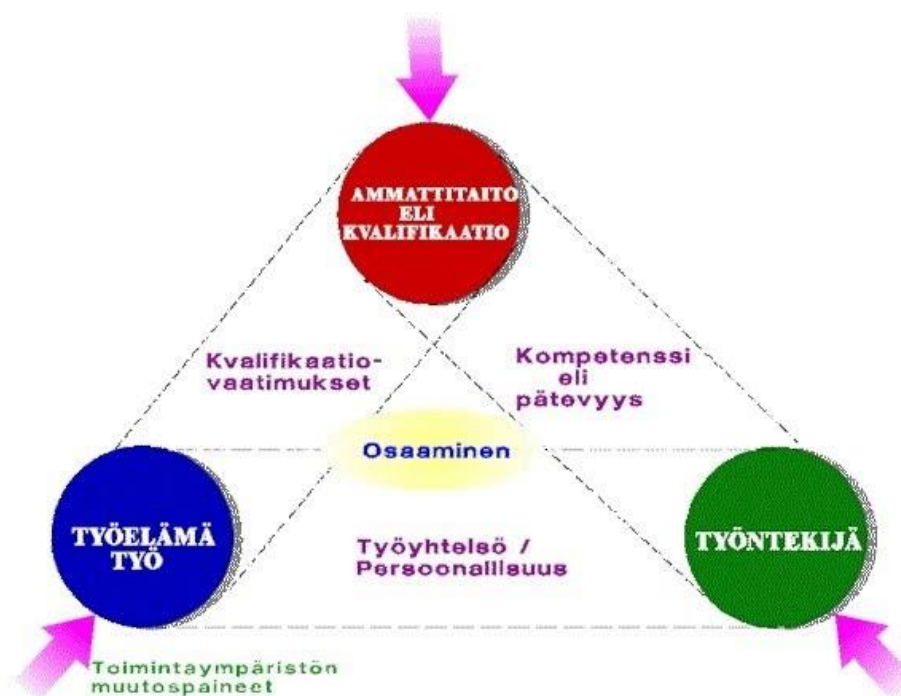 AMMATTITAITO
ELI
KVALIFIKAATIO
Kvalifikaatio-
vaatimukset
Kompetenssi
eli
pätevyys
Osaaminen
TYÖELÄMÄ
TYÖ
Työyhteisö /
Persoonallisuus
TYÖNTEKIJÄ
Toimintaympäristön
muutospaineet